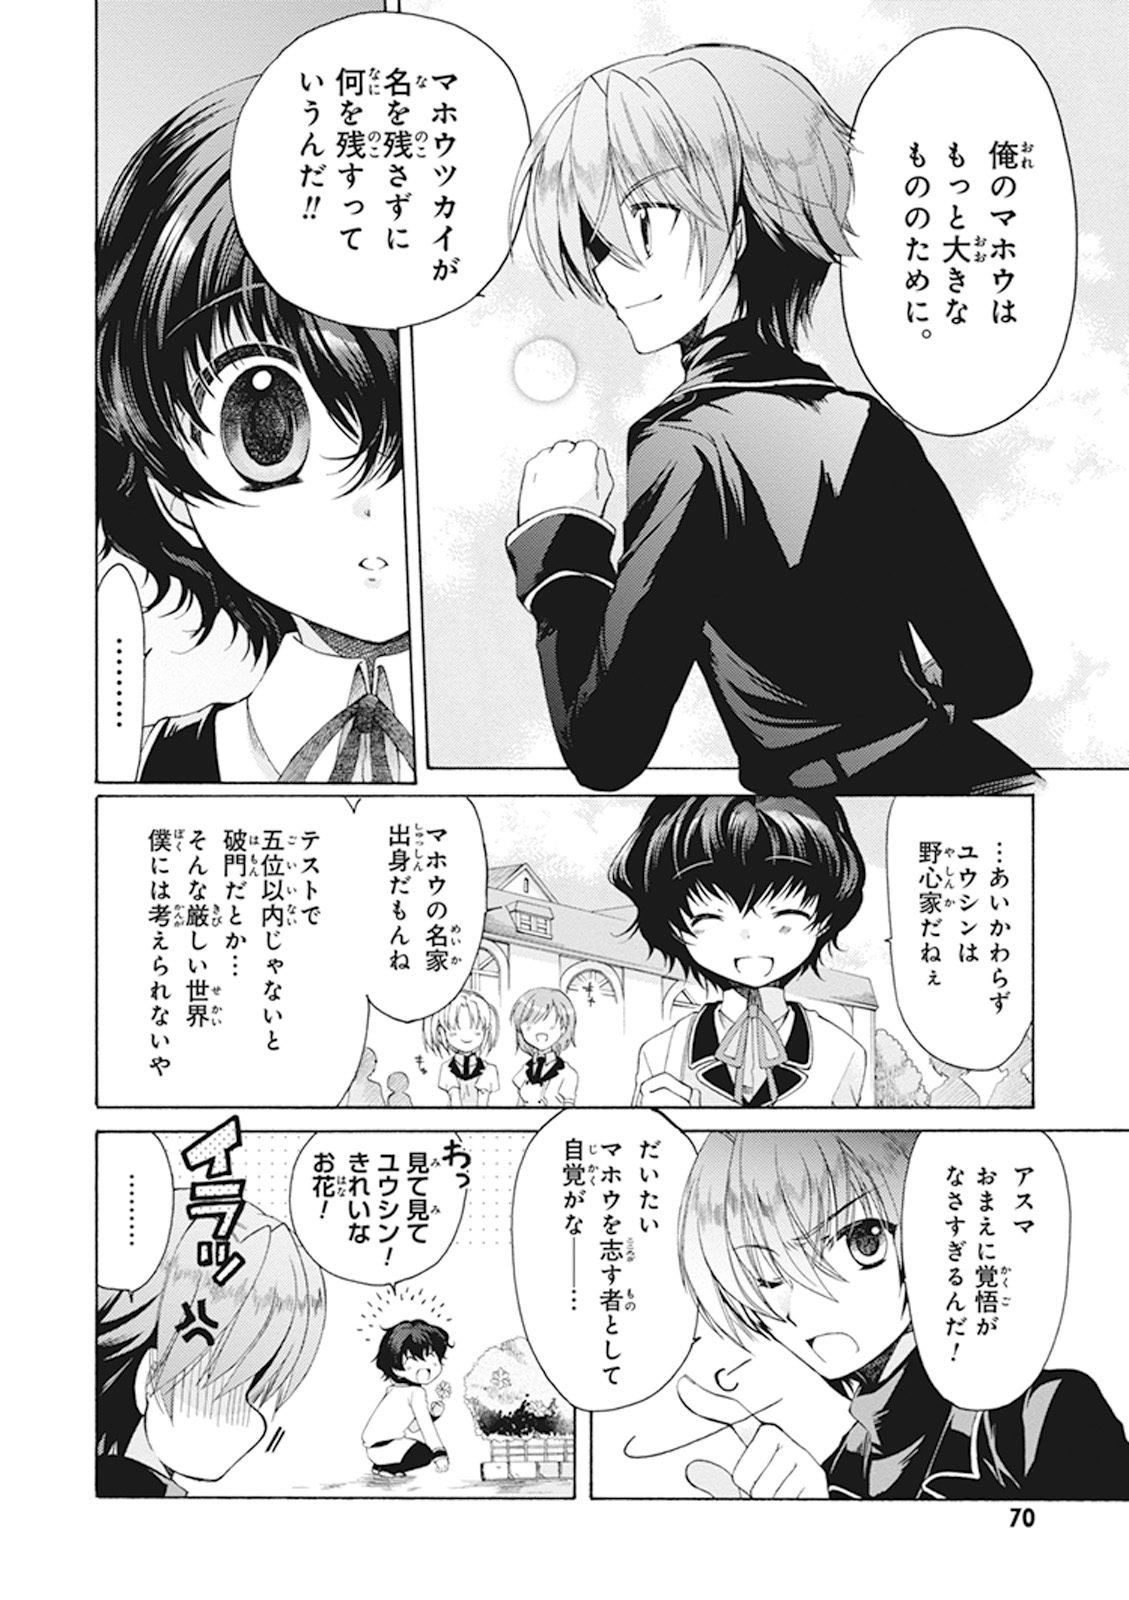 俺のマホウは
もっと大きな
もののために。
マホウツカイが
名を残さずに
何を残すって
いうんだ!!
…………
…あいかわらず
ユウシンは
野心家だねぇ
マホウの名家
出身だもんね
テストで
五位以内じゃないと
破門だとか…
そんな厳しい世界
僕には考えられないや
アスマ
おまえに覚悟が
なさすぎるんだ!
だいたい
マホウを志す者として
自覚がな――……
わっ
見て見て
ユウシン!
きれいな
お花!
イラッ
…………
70